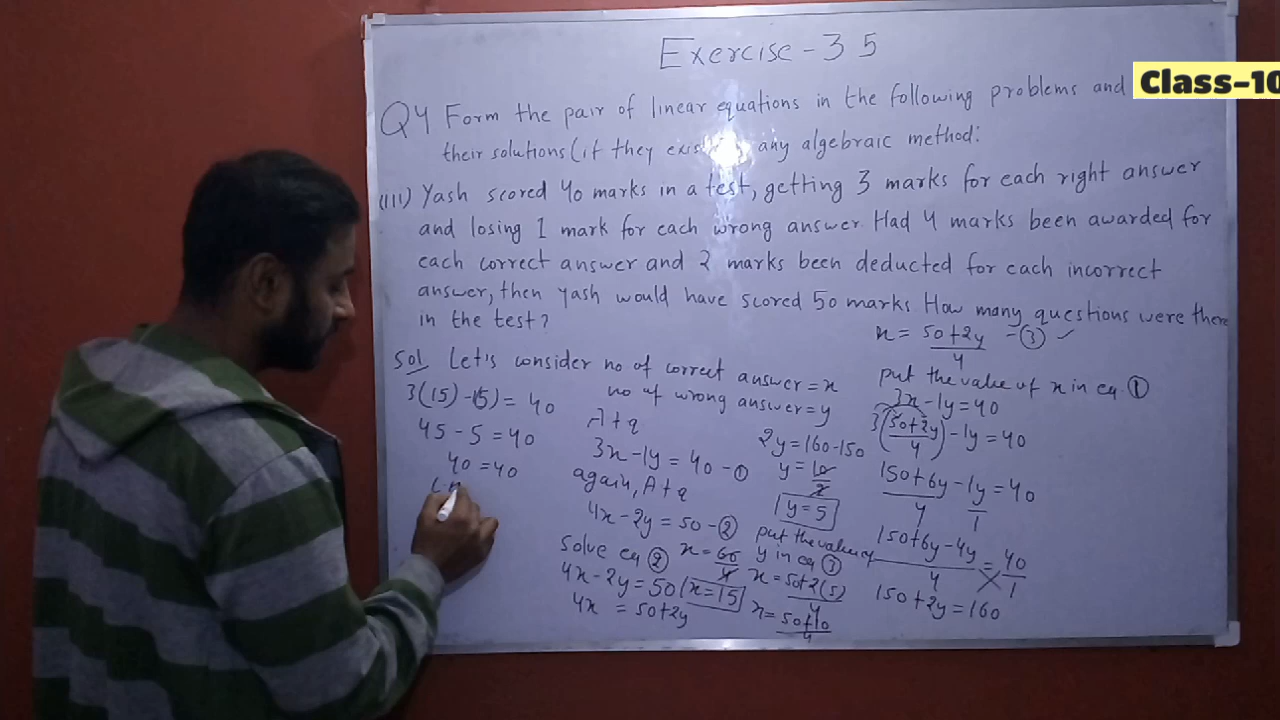 Exercise-3 5
Class-10
Q4 Form the pair of linear equations in the following problems and
their solutions (if they exist) any algebraic method:
(III) Yash scored 40 marks in a test, getting 3 marks for each right answer
and losing 1 mark for each wrong answer Had 4 marks been awarded for
each correct answer and 2 marks been deducted for each incorrect
answer, then Yash would have scored 50 marks How many questions were there
in the test?
Sol Let's consider no of correct answer = x
no of wrong answer = y
A+q
3x-1y = 40 -①
again, A+q
4x-2y = 50 -②
Solve eq ②
4x-2y = 50
4x = 50+2y
x = 50+2y/4 -③ ✓
put the value of x in eq ①
3x-1y=40
3(50+2y/4)-1y=40
150+6y/4 - 1y/1 = 40
150+6y-4y/4 = 40/1
150+2y=160
2y=160-150
y=10/2
y=5
put the value of
y in eq ③
x=50+2(5)/4
x=50+10/4
x=60/4
x=15
3(15)-(5)=40
45-5=40
40=40